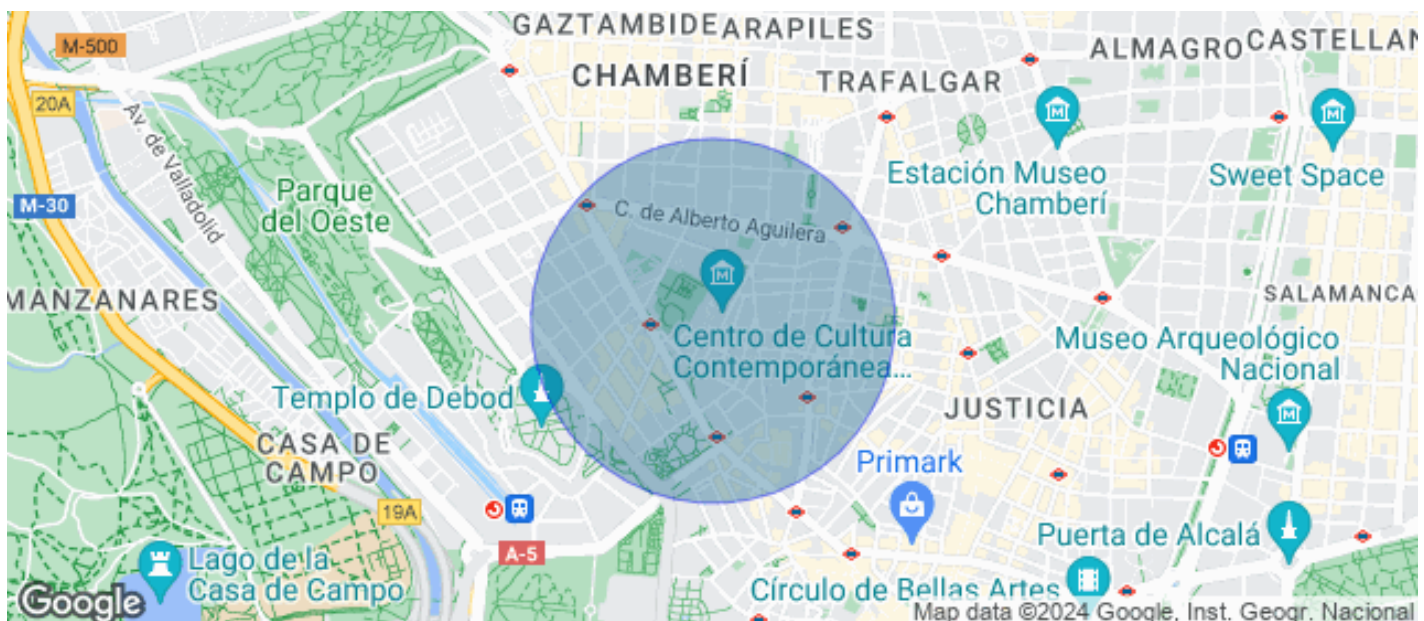 GAZTAMBIDE
ARAPILES
M-500
ALMAGRO
CASTELLAN
CHAMBERÍ
TRAFALGAR
20A
Av. de Valladolid
Estación Museo
Chamberí
Sweet Space
Parque
del Oeste
M-30
C. de Alberto Aguilera
MANZANARES
SALAMANCA
Centro de Cultura
Contemporánea...
Museo Arqueológico
Nacional
Templo de Debod
JUSTICIA
CASA DE
CAMPO
Primark
19A
A-5
Puerta de Alcalá
Lago de la
Casa de Campo
Círculo de Bellas Artes
Google
Map data ©2024 Google, Inst. Geogr. Nacional